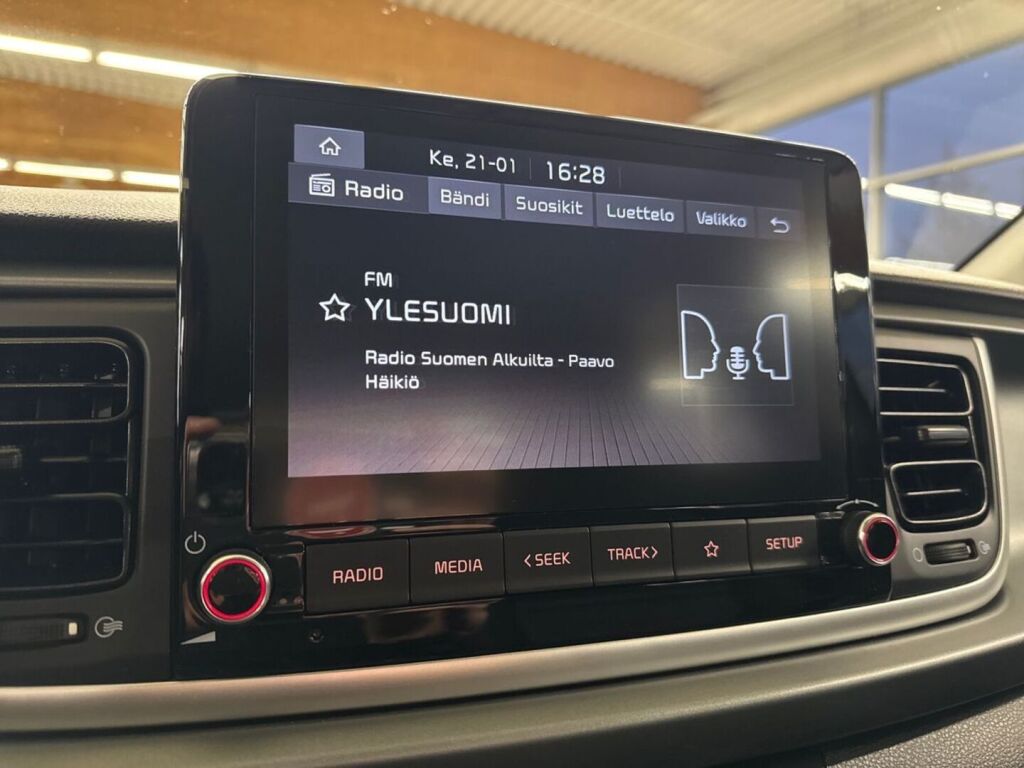 Ke, 21-01 16:28
Radio Bändi Suosikit Luettelo Valikko
FM
YLESUOMI
Radio Suomen Alkuilta - Paavo
Häikiö
RADIO MEDIA <SEEK TRACK> SETUP